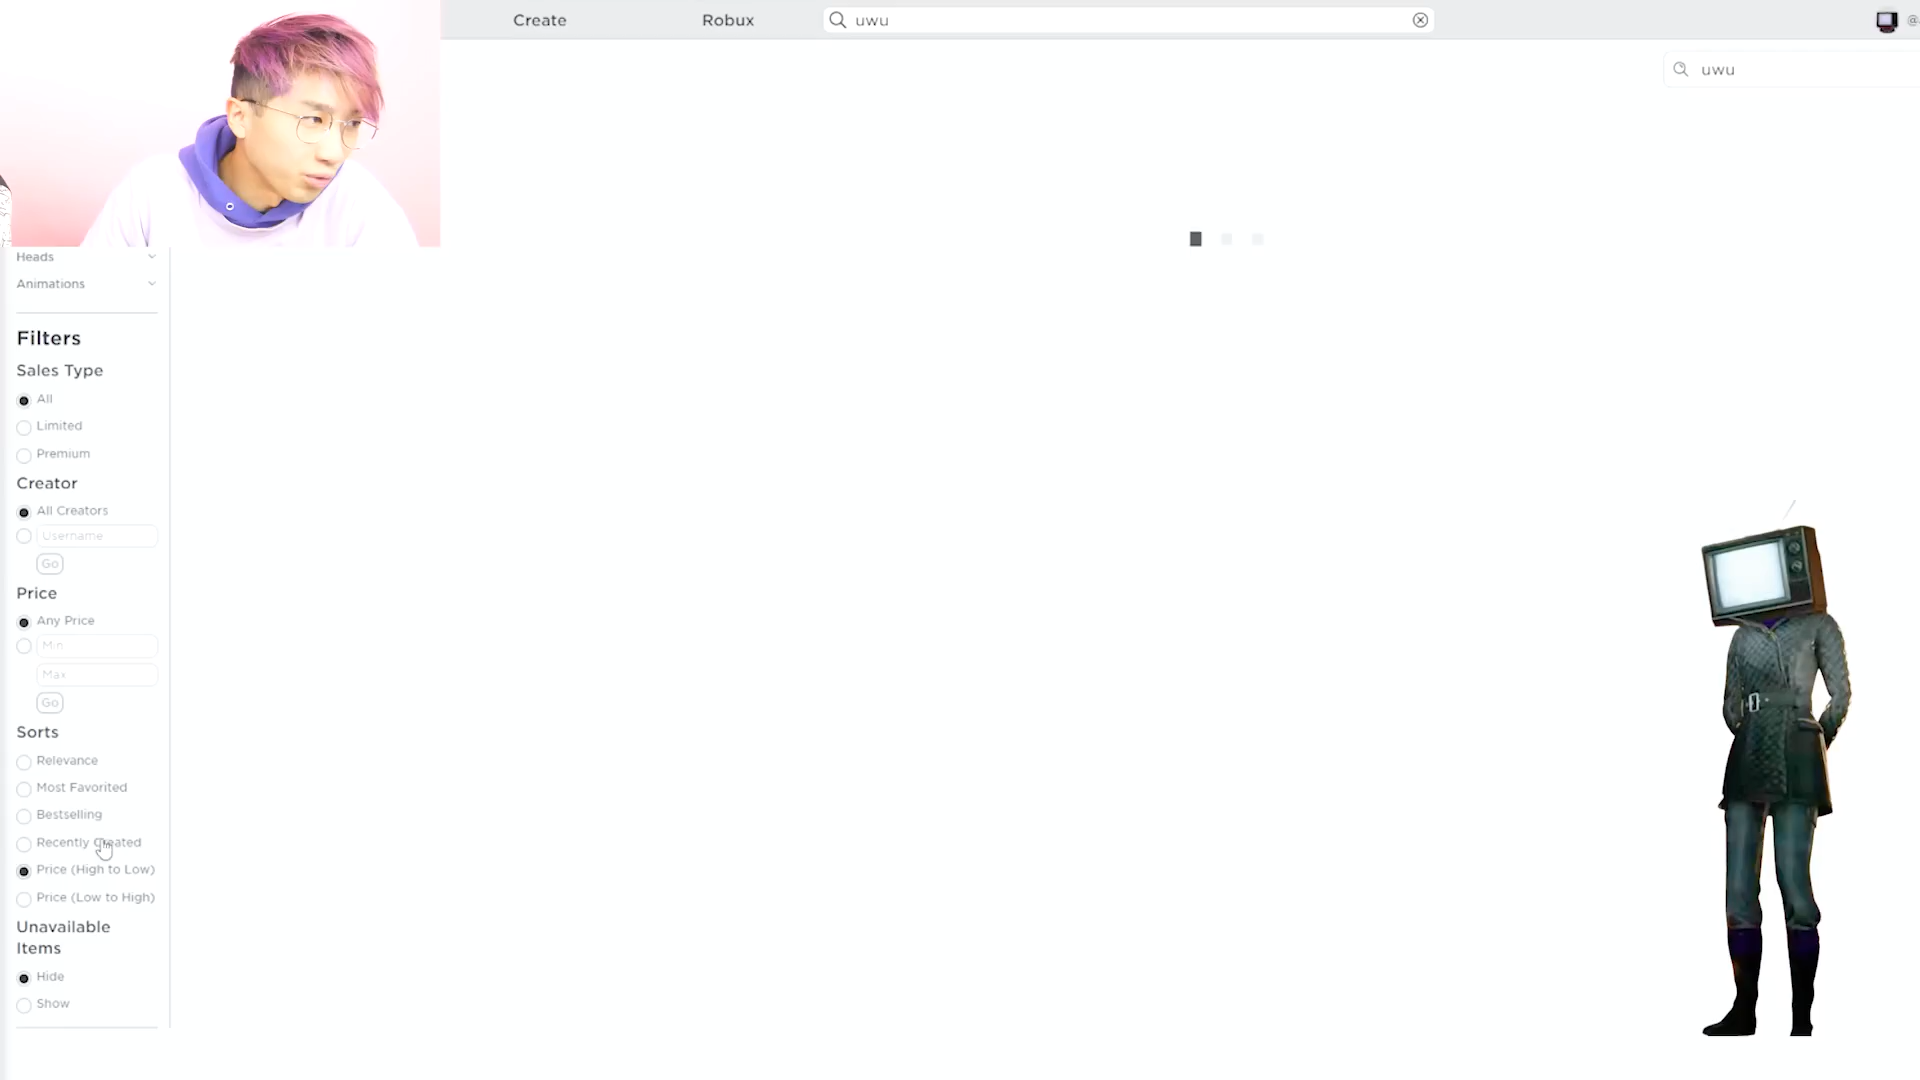 Create
Robux
uwu
@
uwu
Heads
Animations
Filters
Sales Type
All
Limited
Premium
Creator
All Creators
Username
Go
Price
Any Price
Min
Max
Go
Sorts
Relevance
Most Favorited
Bestselling
Recently Created
Price (High to Low)
Price (Low to High)
Unavailable
Items
Hide
Show